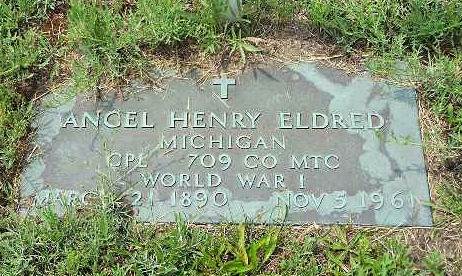 ANGEL HENRY ELDRED
MICHIGAN
CPL 709 CO MTC
WORLD WAR I
MARCH 21 1890 NOV 5 1961